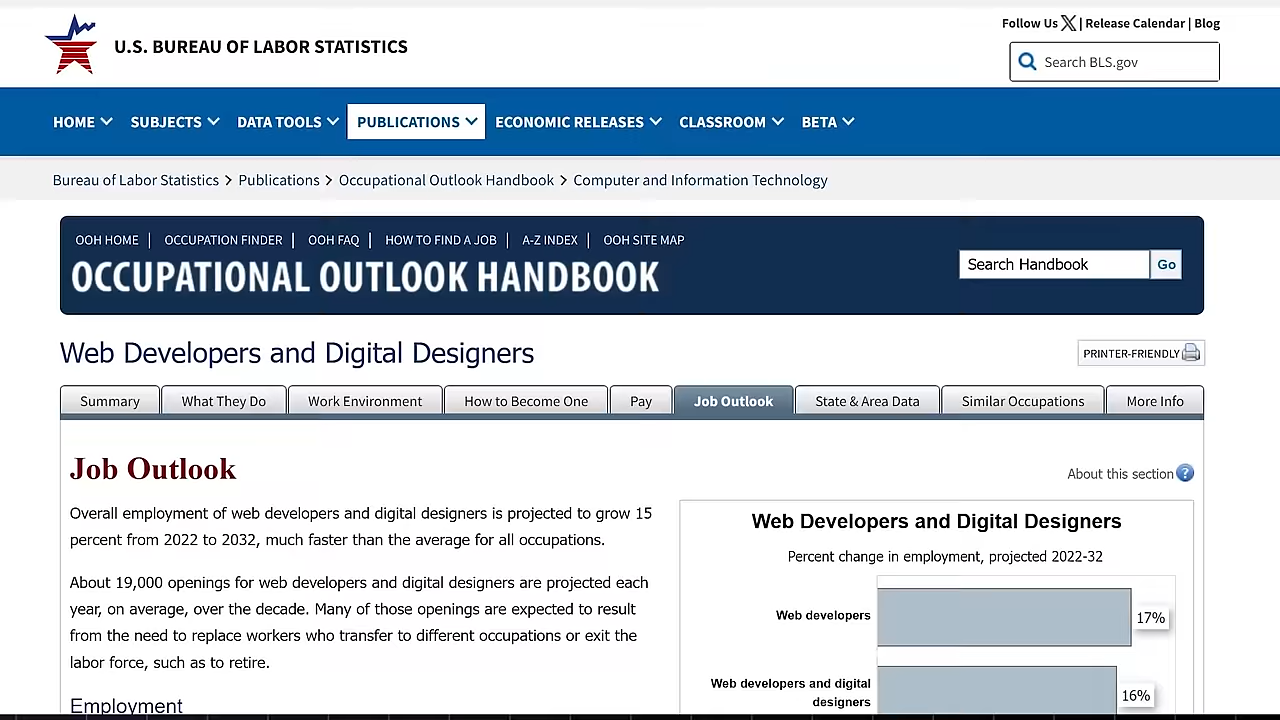 U.S. BUREAU OF LABOR STATISTICS
Follow Us X | Release Calendar | Blog
Search BLS.gov
HOME SUBJECTS DATA TOOLS PUBLICATIONS ECONOMIC RELEASES CLASSROOM BETA
Bureau of Labor Statistics > Publications > Occupational Outlook Handbook > Computer and Information Technology
OOH HOME | OCCUPATION FINDER | OOH FAQ | HOW TO FIND A JOB | A-Z INDEX | OOH SITE MAP
OCCUPATIONAL OUTLOOK HANDBOOK
Search Handbook Go
Web Developers and Digital Designers
PRINTER-FRIENDLY
Summary What They Do Work Environment How to Become One Pay Job Outlook State & Area Data Similar Occupations More Info
Job Outlook
About this section ?
Overall employment of web developers and digital designers is projected to grow 15
percent from 2022 to 2032, much faster than the average for all occupations.
About 19,000 openings for web developers and digital designers are projected each
year, on average, over the decade. Many of those openings are expected to result
from the need to replace workers who transfer to different occupations or exit the
labor force, such as to retire.
Employment
Web Developers and Digital Designers
Percent change in employment, projected 2022-32
Web developers
17%
Web developers and digital
designers
16%